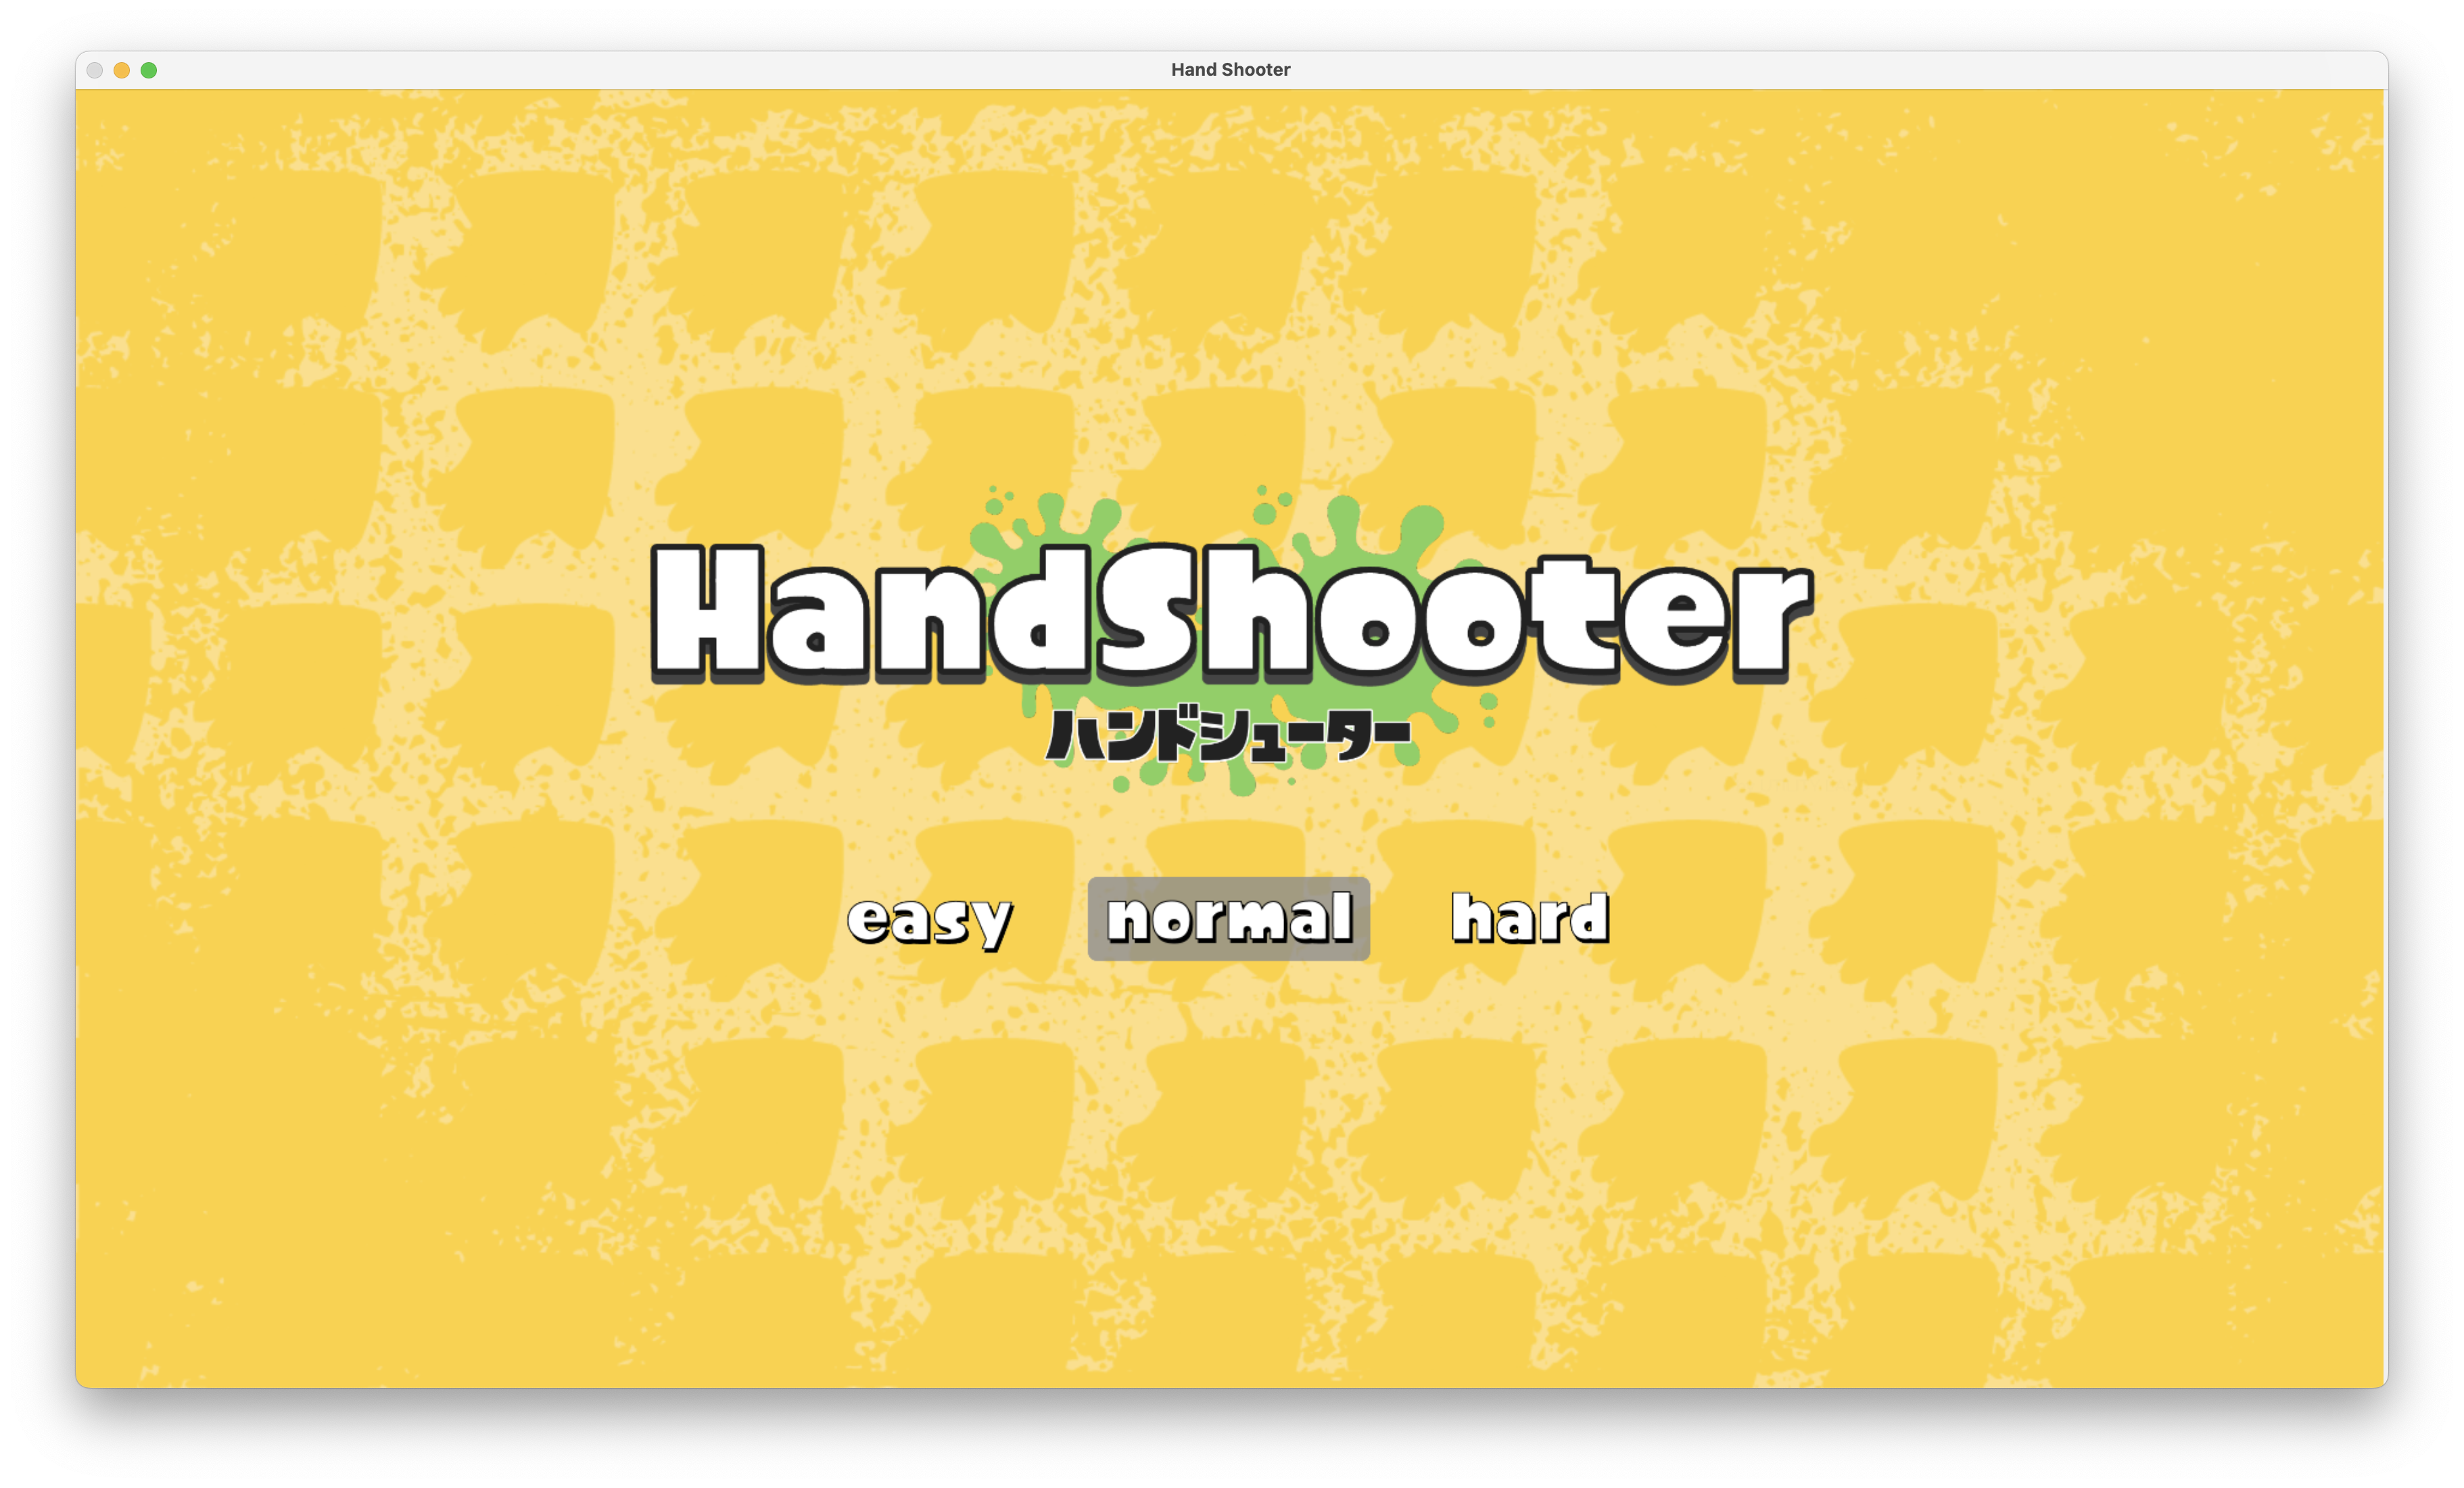 Hand Shooter
HandShooter
ハンドシューター
easy normal hard